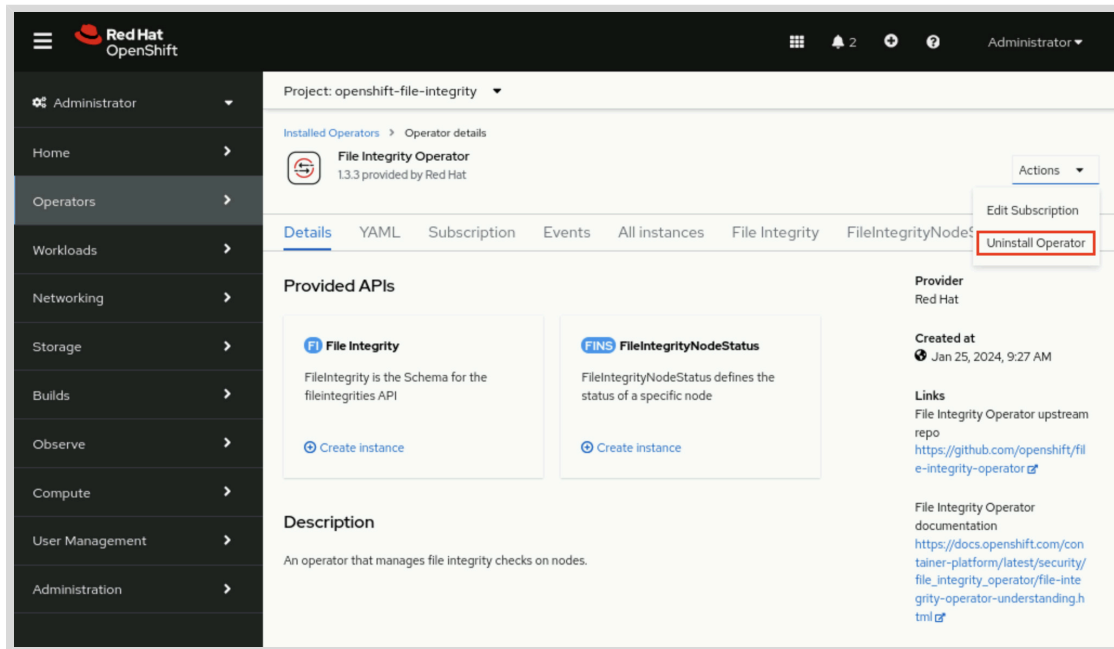 Red Hat
OpenShift
2
Administrator
Administrator
Home
Operators
Workloads
Networking
Storage
Builds
Observe
Compute
User Management
Administration
Project: openshift-file-integrity
Installed Operators > Operator details
File Integrity Operator
1.3.3 provided by Red Hat
Actions
Edit Subscription
Uninstall Operator
Details YAML Subscription Events All instances File Integrity FileIntegrityNodeS
Provided APIs
FI File Integrity
FileIntegrity is the Schema for the
fileintegrities API
Create instance
FINS FileIntegrityNodeStatus
FileIntegrityNodeStatus defines the
status of a specific node
Create instance
Description
An operator that manages file integrity checks on nodes.
Provider
Red Hat
Created at
Jan 25, 2024, 9:27 AM
Links
File Integrity Operator upstream
repo
https://github.com/openshift/fil
e-integrity-operator
File Integrity Operator
documentation
https://docs.openshift.com/con
tainer-platform/latest/security/
file_integrity_operator/file-inte
grity-operator-understanding.h
tml